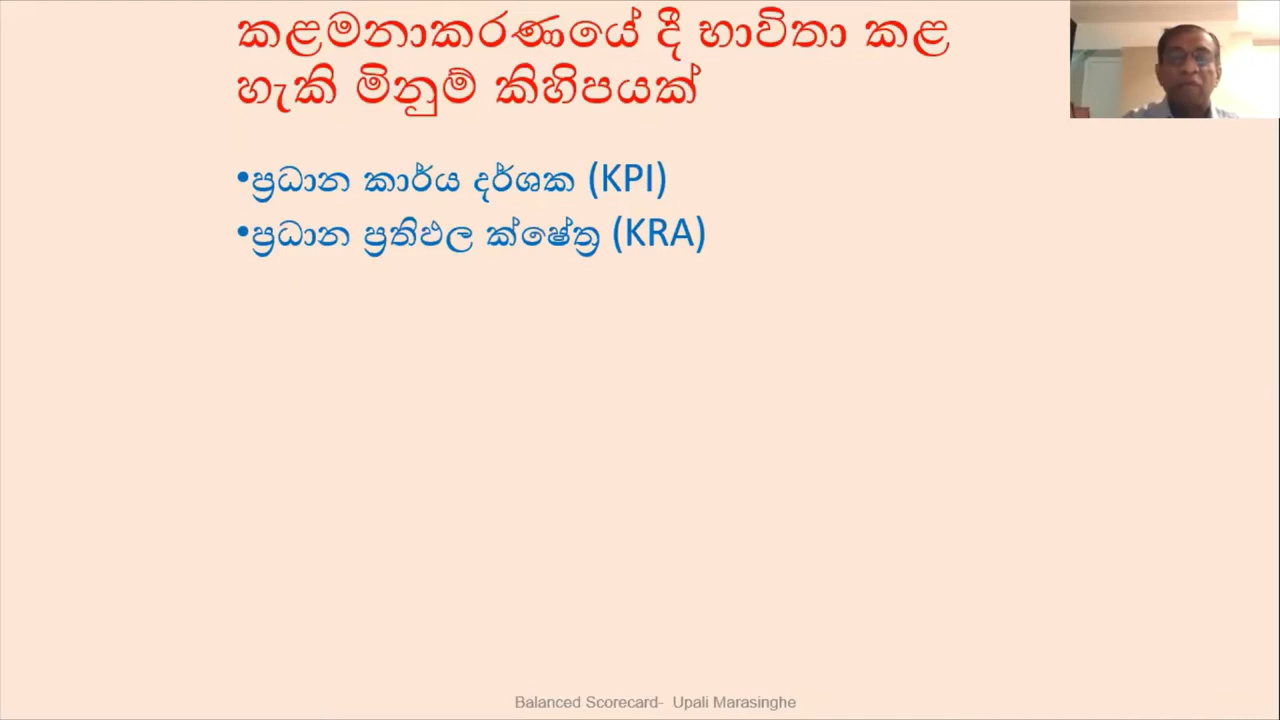 කළමනාකරණයේ දී භාවිතා කළ
හැකි මිනුම් කිහිපයක්
•ප්‍රධාන කාර්ය දර්ශක (KPI)
•ප්‍රධාන ප්‍රතිඵල ක්ෂේත්‍ර (KRA)
Balanced Scorecard- Upali Marasinghe